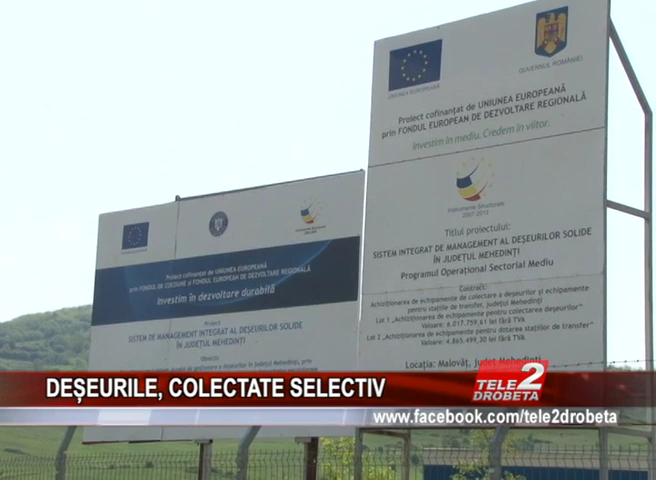 UNIUNEA EUROPEANĂ
GUVERNUL ROMÂNIEI
Proiect cofinanțat de UNIUNEA EUROPEANĂ
prin FONDUL EUROPEAN DE DEZVOLTARE REGIONALĂ
Investim în mediu. Credem în viitor.
Instrumente Structurale
2007-2013
Titlul proiectului:
SISTEM INTEGRAT DE MANAGEMENT AL DEȘEURILOR SOLIDE
ÎN JUDEȚUL MEHEDINȚI
Programul Operațional Sectorial Mediu
Contract:
Achiziționarea de echipamente de colectare a deșeurilor și echipamente
pentru stațiile de transfer, județul Mehedinți
Lot 1 „Achiziționarea de echipamente pentru colectarea deșeurilor”
Valoare: 6.017.759,61 lei fără TVA
Lot 2 „Achiziționarea de echipamente pentru dotarea stațiilor de transfer”
Valoare: 4.865.499,30 lei fără TVA
Locația: Malovăț, județ Mehedinți
Proiect cofinanțat de UNIUNEA EUROPEANĂ
prin FONDUL DE COEZIUNE și FONDUL EUROPEAN DE DEZVOLTARE REGIONALĂ
Investim în dezvoltare durabilă
Proiect
SISTEM DE MANAGEMENT INTEGRAT AL DEȘEURILOR SOLIDE
ÎN JUDEȚUL MEHEDINȚI
Obiectiv
DEȘEURILE, COLECTATE SELECTIV
TELE 2
DROBETA
www.facebook.com/tele2drobeta